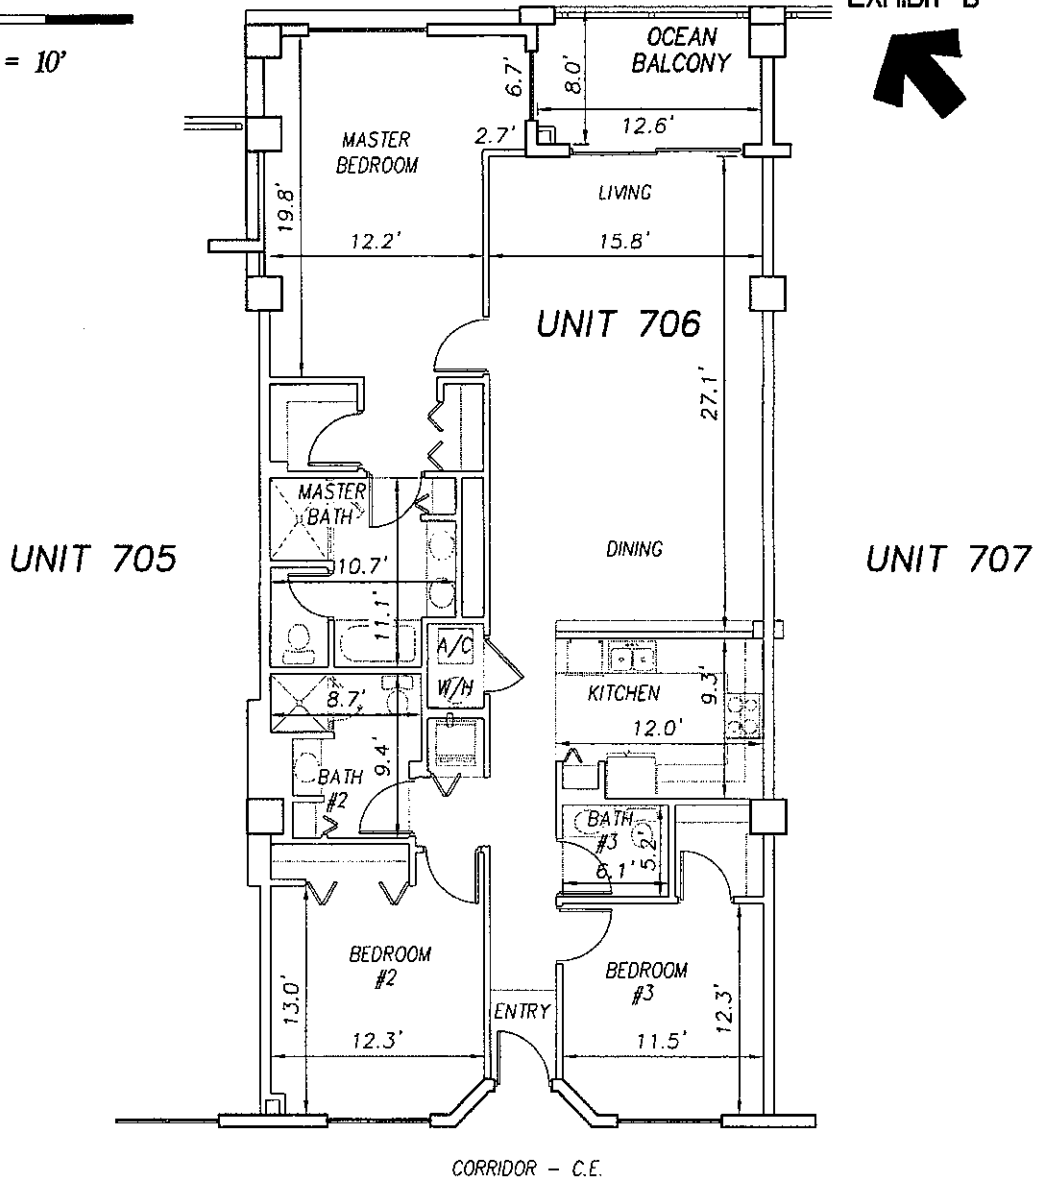 EXHIBIT B
= 10'
OCEAN
BALCONY
6.7'
8.0'
12.6'
2.7'
MASTER
BEDROOM
LIVING
19.8'
12.2'
15.8'
UNIT 706
27.1'
MASTER
BATH
UNIT 705
DINING
UNIT 707
10.7'
11.1'
A/C
W/H
KITCHEN
9.3'
8.7'
12.0'
9.4'
BATH
#2
BATH
#3
5.2'
6.1'
BEDROOM
#2
BEDROOM
#3
13.0'
12.3'
ENTRY
12.3'
11.5'
CORRIDOR - C.E.